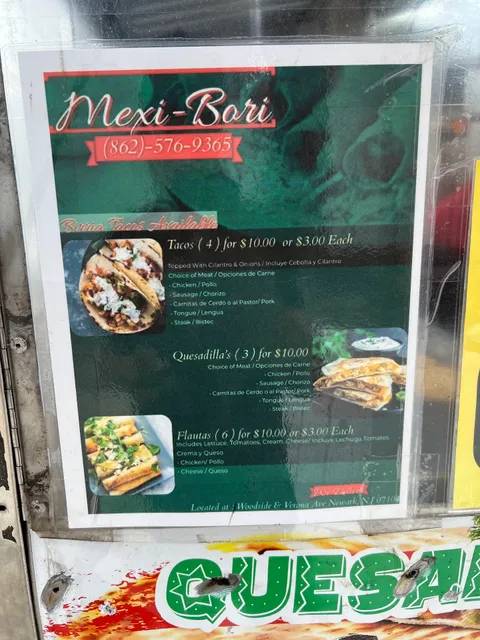 Mexi-Bori
(862)-576-9365
Birria Tacos Available
Tacos ( 4 ) for $10.00 or $3.00 Each
Topped With Cilantro & Onions / Incluye Cebolla y Cilantro
Choice of Meat / Opciones de Carne
- Chicken / Pollo
- Sausage / Chorizo
- Carnitas de Cerdo o al Pastor/ Pork
- Tongue / Lengua
- Steak / Bistec
Quesadilla's ( 3 ) for $10.00
Choice of Meat / Opciones de Carne
- Chicken / Pollo
- Sausage / Chorizo
- Carnitas de Cerdo o al Pastor/ Pork
- Tongue / Lengua
- Steak / Bistec
Flautas ( 6 ) for $10.00 or $3.00 Each
Includes Lettuce, Tomatoes, Cream, Cheese/ Incluye, Lechuga, Tomates
Crema y Queso
- Chicken/ Pollo
- Cheese / Queso
Located at : Woodside & Verona Ave Newark, NJ 07104
QUESA